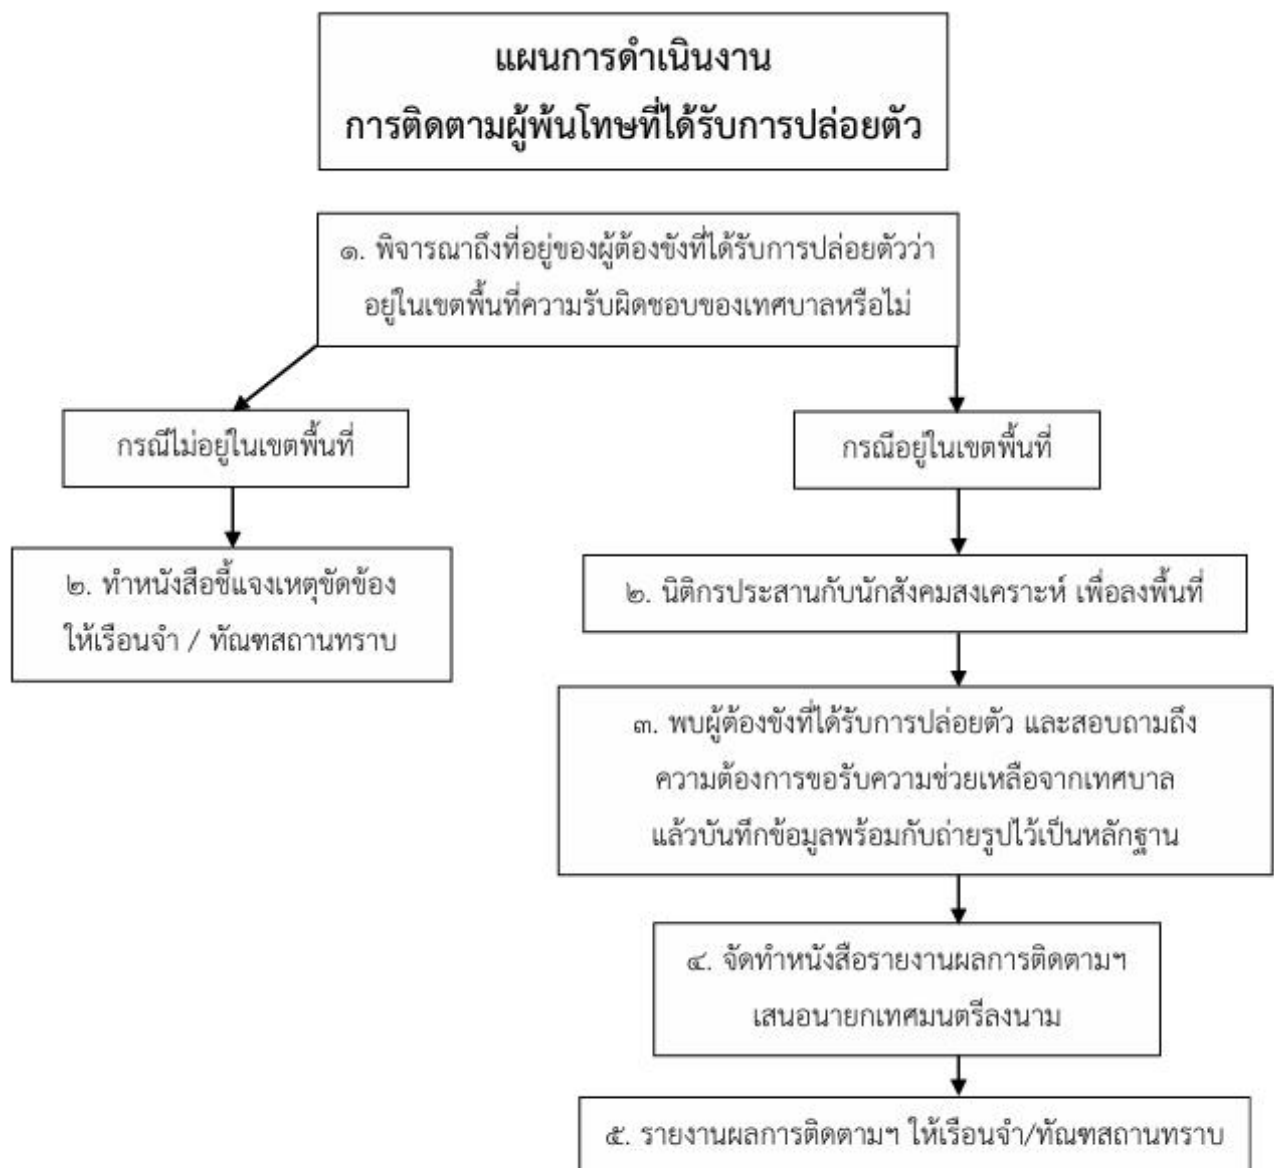 แผนการดำเนินงาน
การติดตามผู้พ้นโทษที่ได้รับการปล่อยตัว
๑. พิจารณาถึงที่อยู่ของผู้ต้องขังที่ได้รับการปล่อยตัวว่า
อยู่ในเขตพื้นที่ความรับผิดชอบของเทศบาลหรือไม่
กรณีไม่อยู่ในเขตพื้นที่
๒. ทำหนังสือชี้แจงเหตุขัดข้อง
ให้เรือนจำ / ทัณฑสถานทราบ
กรณีอยู่ในเขตพื้นที่
๒. นิติกรประสานกับนักสังคมสงเคราะห์ เพื่อลงพื้นที่
๓. พบผู้ต้องขังที่ได้รับการปล่อยตัว และสอบถามถึง
ความต้องการขอรับความช่วยเหลือจากเทศบาล
แล้วบันทึกข้อมูลพร้อมกับถ่ายรูปไว้เป็นหลักฐาน
๔. จัดทำหนังสือรายงานผลการติดตามฯ
เสนอนายกเทศมนตรีลงนาม
๕. รายงานผลการติดตามฯ ให้เรือนจำ/ทัณฑสถานทราบ